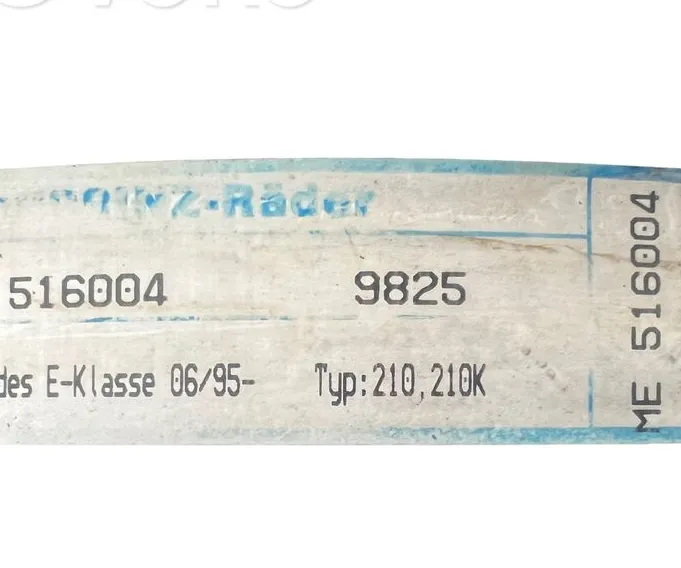 -Räder
516004 9825
des E-Klasse 06/95- Typ:210,210K
ME 516004